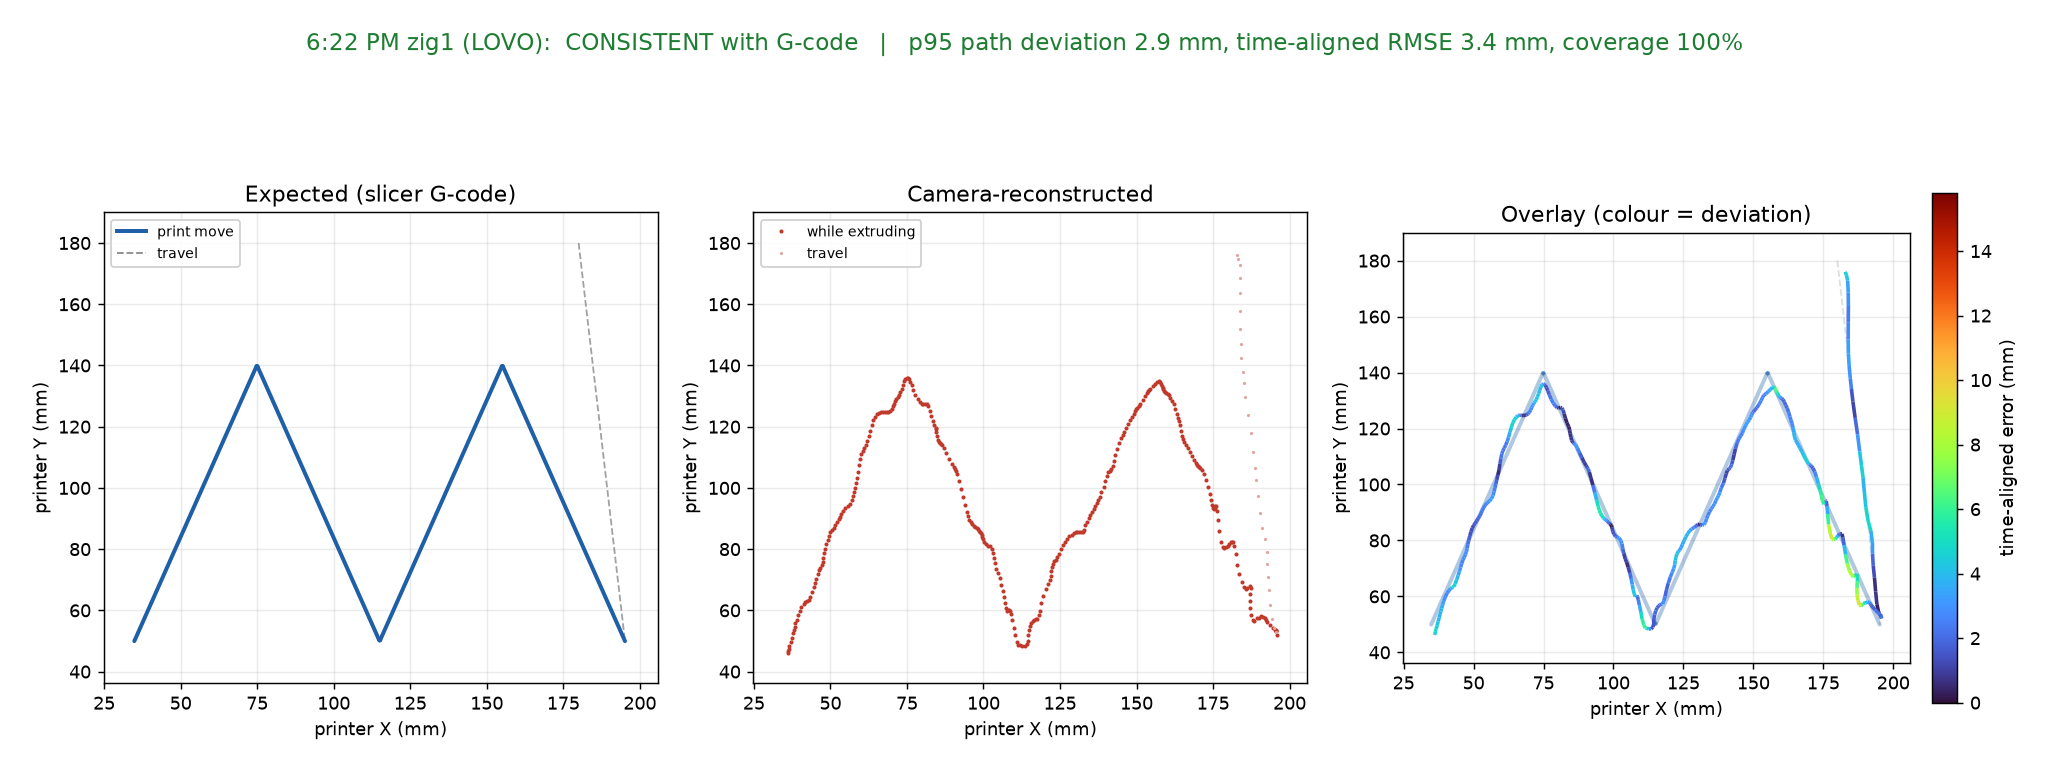 6:22 PM zig1 (LOVO):  CONSISTENT with G-code   |   p95 path deviation 2.9 mm, time-aligned RMSE 3.4 mm, coverage 100%
Expected (slicer G-code)
print move
travel
180
160
140
120
100
80
60
40
printer Y (mm)
25 50 75 100 125 150 175 200
printer X (mm)
Camera-reconstructed
while extruding
travel
180
160
140
120
100
80
60
40
printer Y (mm)
25 50 75 100 125 150 175 200
printer X (mm)
Overlay (colour = deviation)
180
160
140
120
100
80
60
40
printer Y (mm)
25 50 75 100 125 150 175 200
printer X (mm)
14
12
10
8
6
4
2
0
time-aligned error (mm)